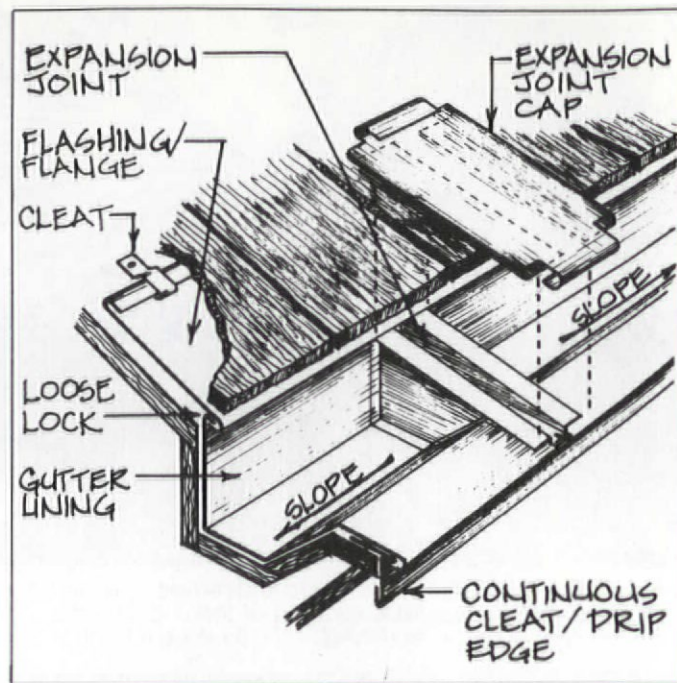 EXPANSION
JOINT
EXPANSION
JOINT
CAP
FLASHING/
FLANGE
CLEAT
SLOPE
LOOSE
LOCK
GUTTER
LINING
SLOPE
CONTINUOUS
CLEAT/DRIP
EDGE